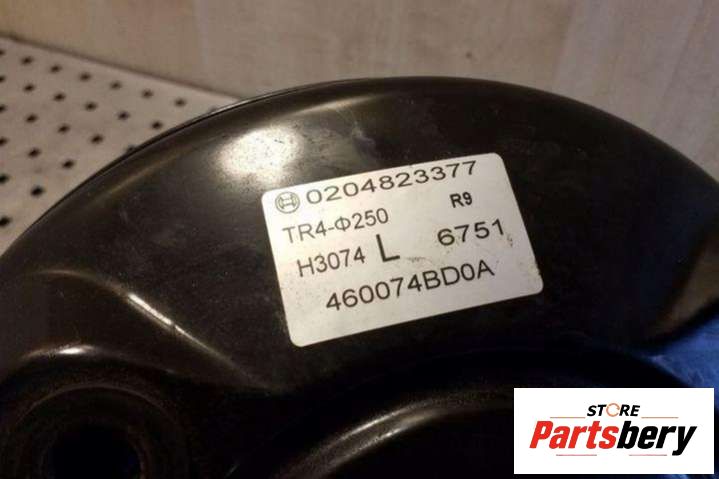 0204823377
TR4-Φ250 R9
H3074 L 6751
460074BD0A
STORE
Partsbery